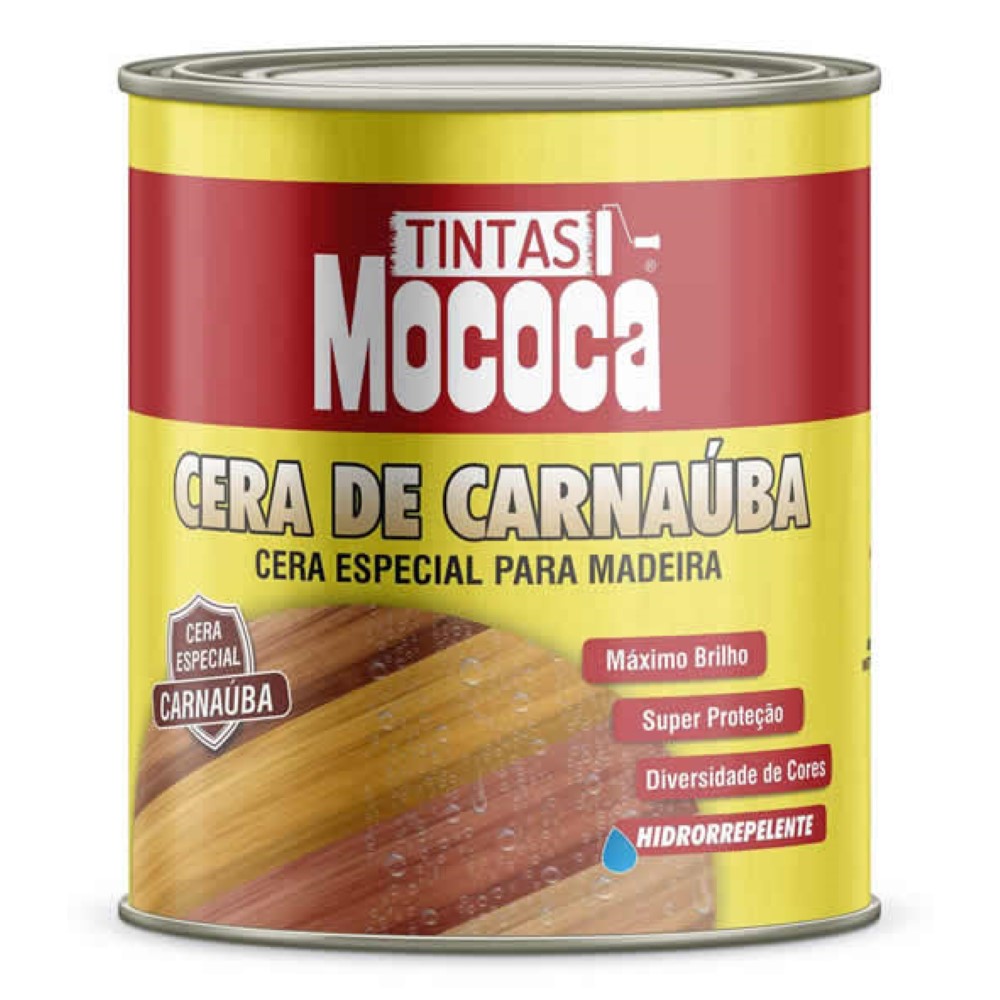 TINTAS
MOCOCA
®
CERA DE CARNAÚBA
CERA ESPECIAL PARA MADEIRA
CERA
ESPECIAL
CARNAÚBA
Máximo Brilho
Super Proteção
Diversidade de Cores
HIDRORREPELENTE